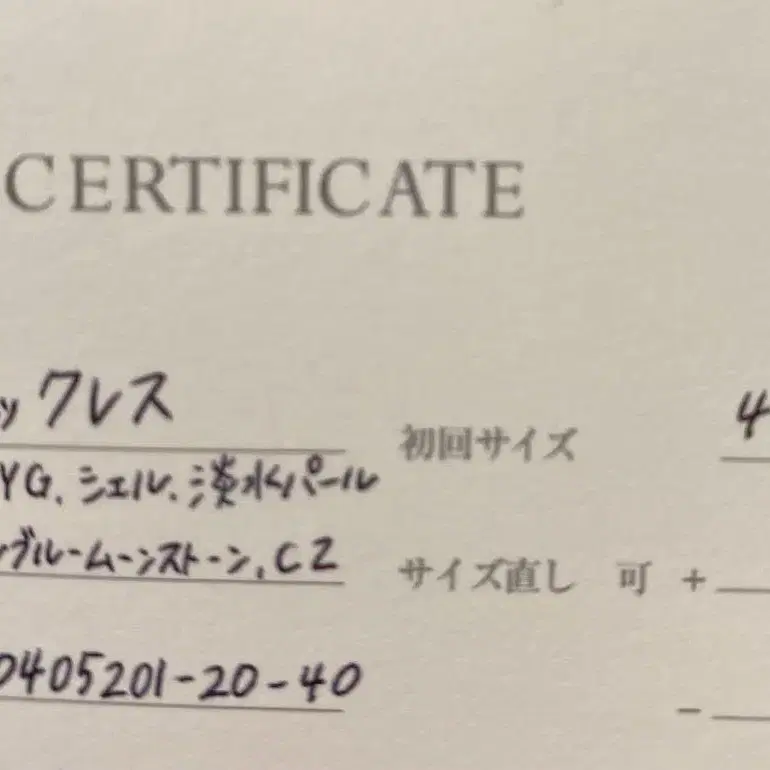 CERTIFICATE
ックレス
初回サイズ 4
YG、シェル、淡水パール
ブルームーンストーン、CZ
サイズ直し 可 +
0405201-20-40
-